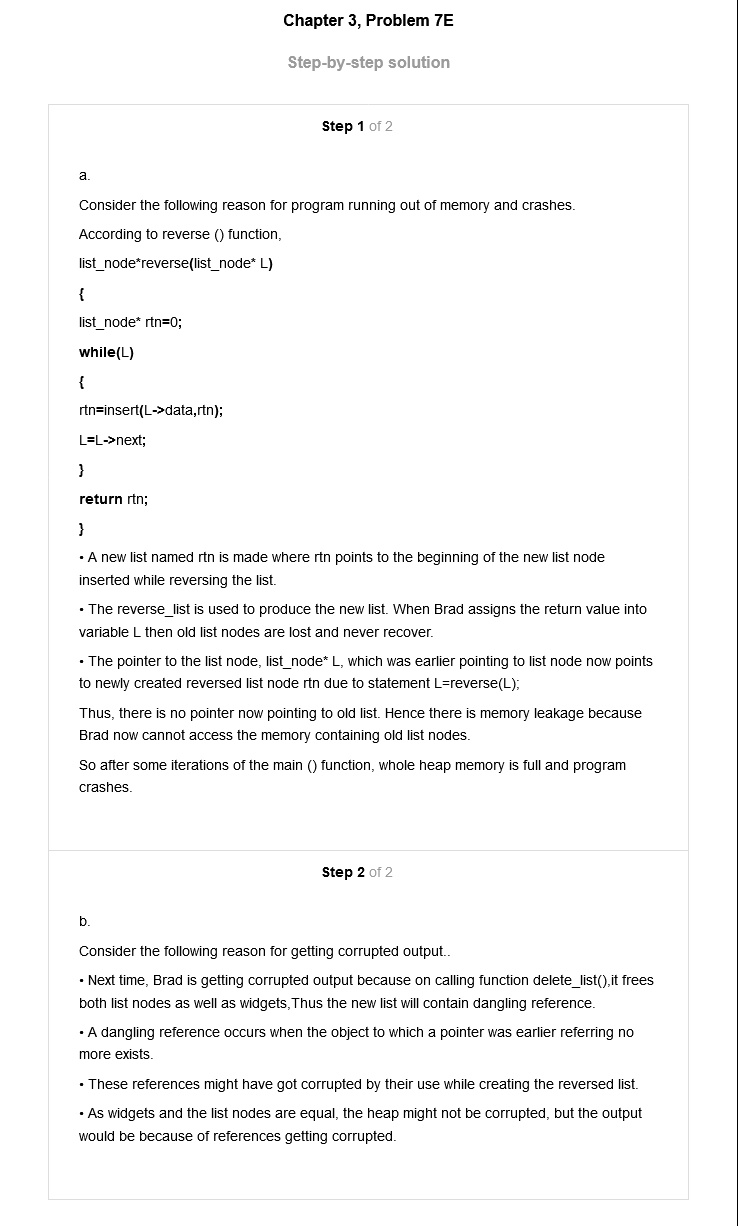 Chapter 3, Problem 7E
Step-by-step solution
Step 1 of 2
a.
Consider the following reason for program running out of memory and crashes.
According to reverse () function,
list_node*reverse(list_node* L)
{
list_node* rtn=0;
while(L)
{
rtn=insert(L->data,rtn);
L=L->next;
}
return rtn;
}
• A new list named rtn is made where rtn points to the beginning of the new list node
inserted while reversing the list.
• The reverse_list is used to produce the new list. When Brad assigns the return value into
variable L then old list nodes are lost and never recover.
• The pointer to the list node, list_node* L, which was earlier pointing to list node now points
to newly created reversed list node rtn due to statement L=reverse(L);
Thus, there is no pointer now pointing to old list. Hence there is memory leakage because
Brad now cannot access the memory containing old list nodes.
So after some iterations of the main () function, whole heap memory is full and program
crashes.
Step 2 of 2
b.
Consider the following reason for getting corrupted output..
• Next time, Brad is getting corrupted output because on calling function delete_list(),it frees
both list nodes as well as widgets,Thus the new list will contain dangling reference.
• A dangling reference occurs when the object to which a pointer was earlier referring no
more exists.
• These references might have got corrupted by their use while creating the reversed list.
• As widgets and the list nodes are equal, the heap might not be corrupted, but the output
would be because of references getting corrupted.